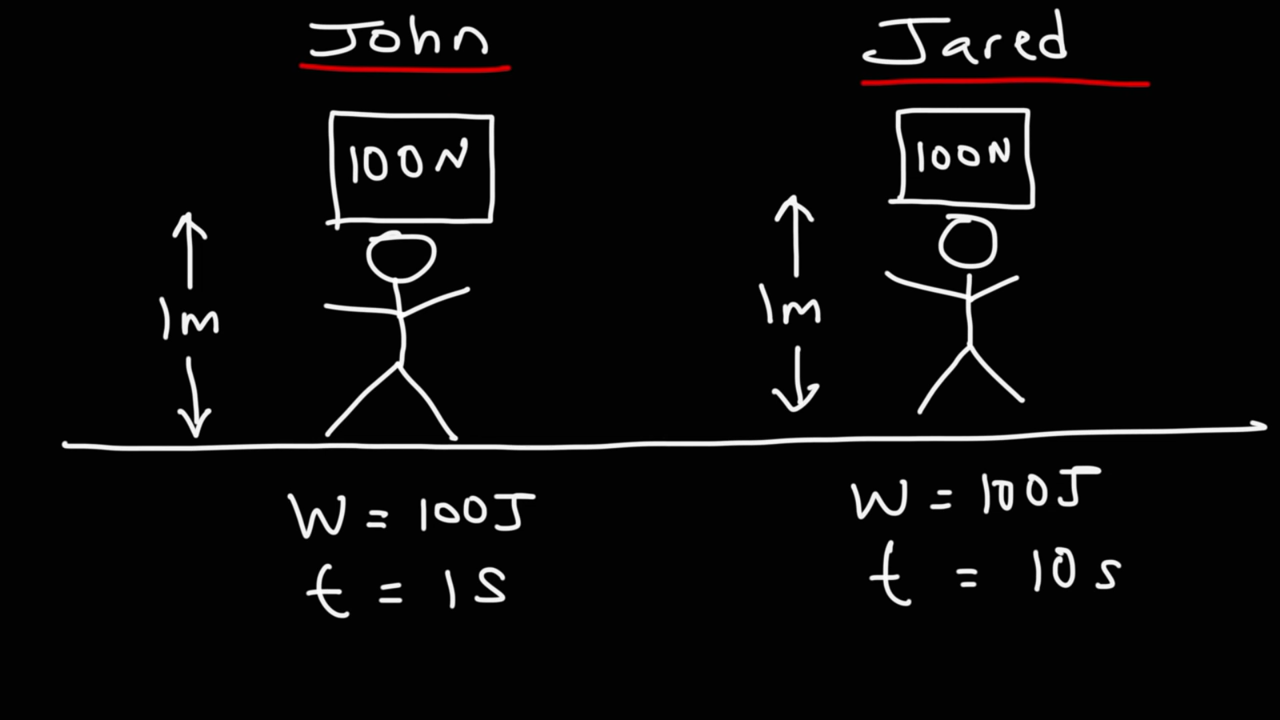 John
100N
1m
W = 100J
t = 1s
Jared
100N
1m
W = 100J
t = 10s